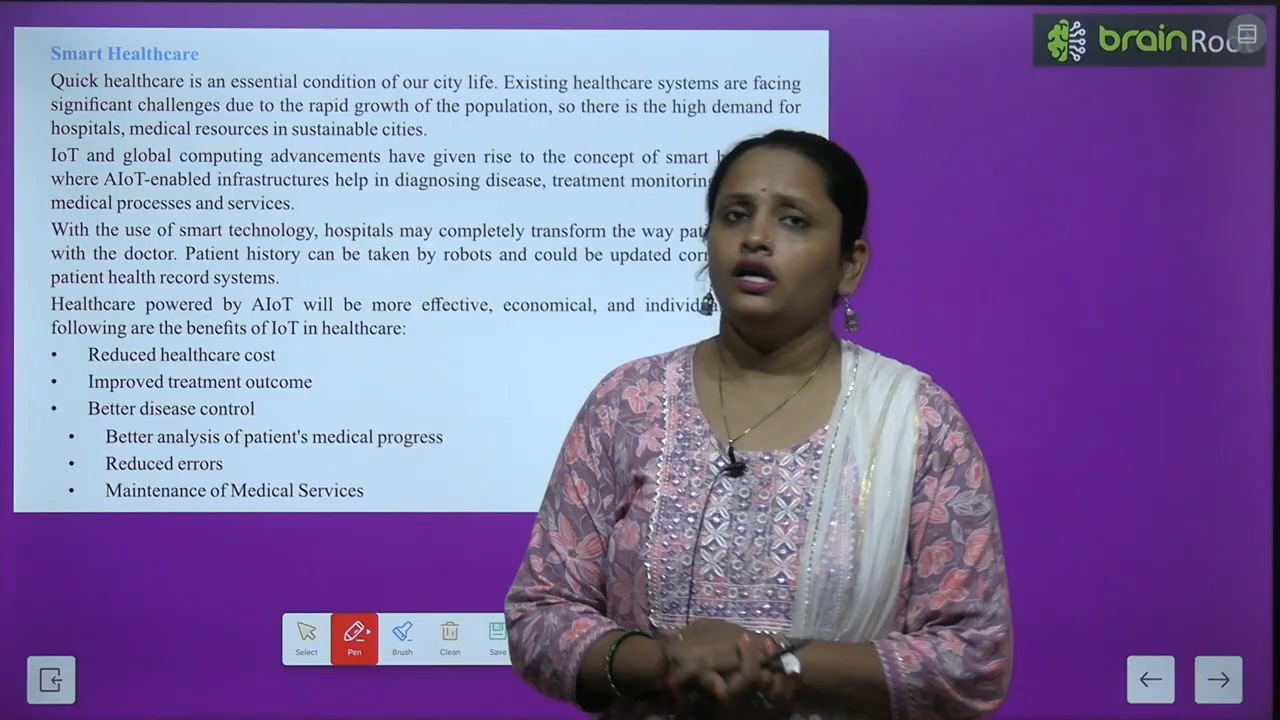 Smart Healthcare
Quick healthcare is an essential condition of our city life. Existing healthcare systems are facing
significant challenges due to the rapid growth of the population, so there is the high demand for
hospitals, medical resources in sustainable cities.
IoT and global computing advancements have given rise to the concept of smart
where AIoT-enabled infrastructures help in diagnosing disease, treatment monitoring
medical processes and services.
With the use of smart technology, hospitals may completely transform the way
with the doctor. Patient history can be taken by robots and could be updated
patient health record systems.
Healthcare powered by AIoT will be more effective, economical, and
following are the benefits of IoT in healthcare:
• Reduced healthcare cost
• Improved treatment outcome
• Better disease control
• Better analysis of patient's medical progress
• Reduced errors
• Maintenance of Medical Services
brain
Select Pen Brush Clean Save